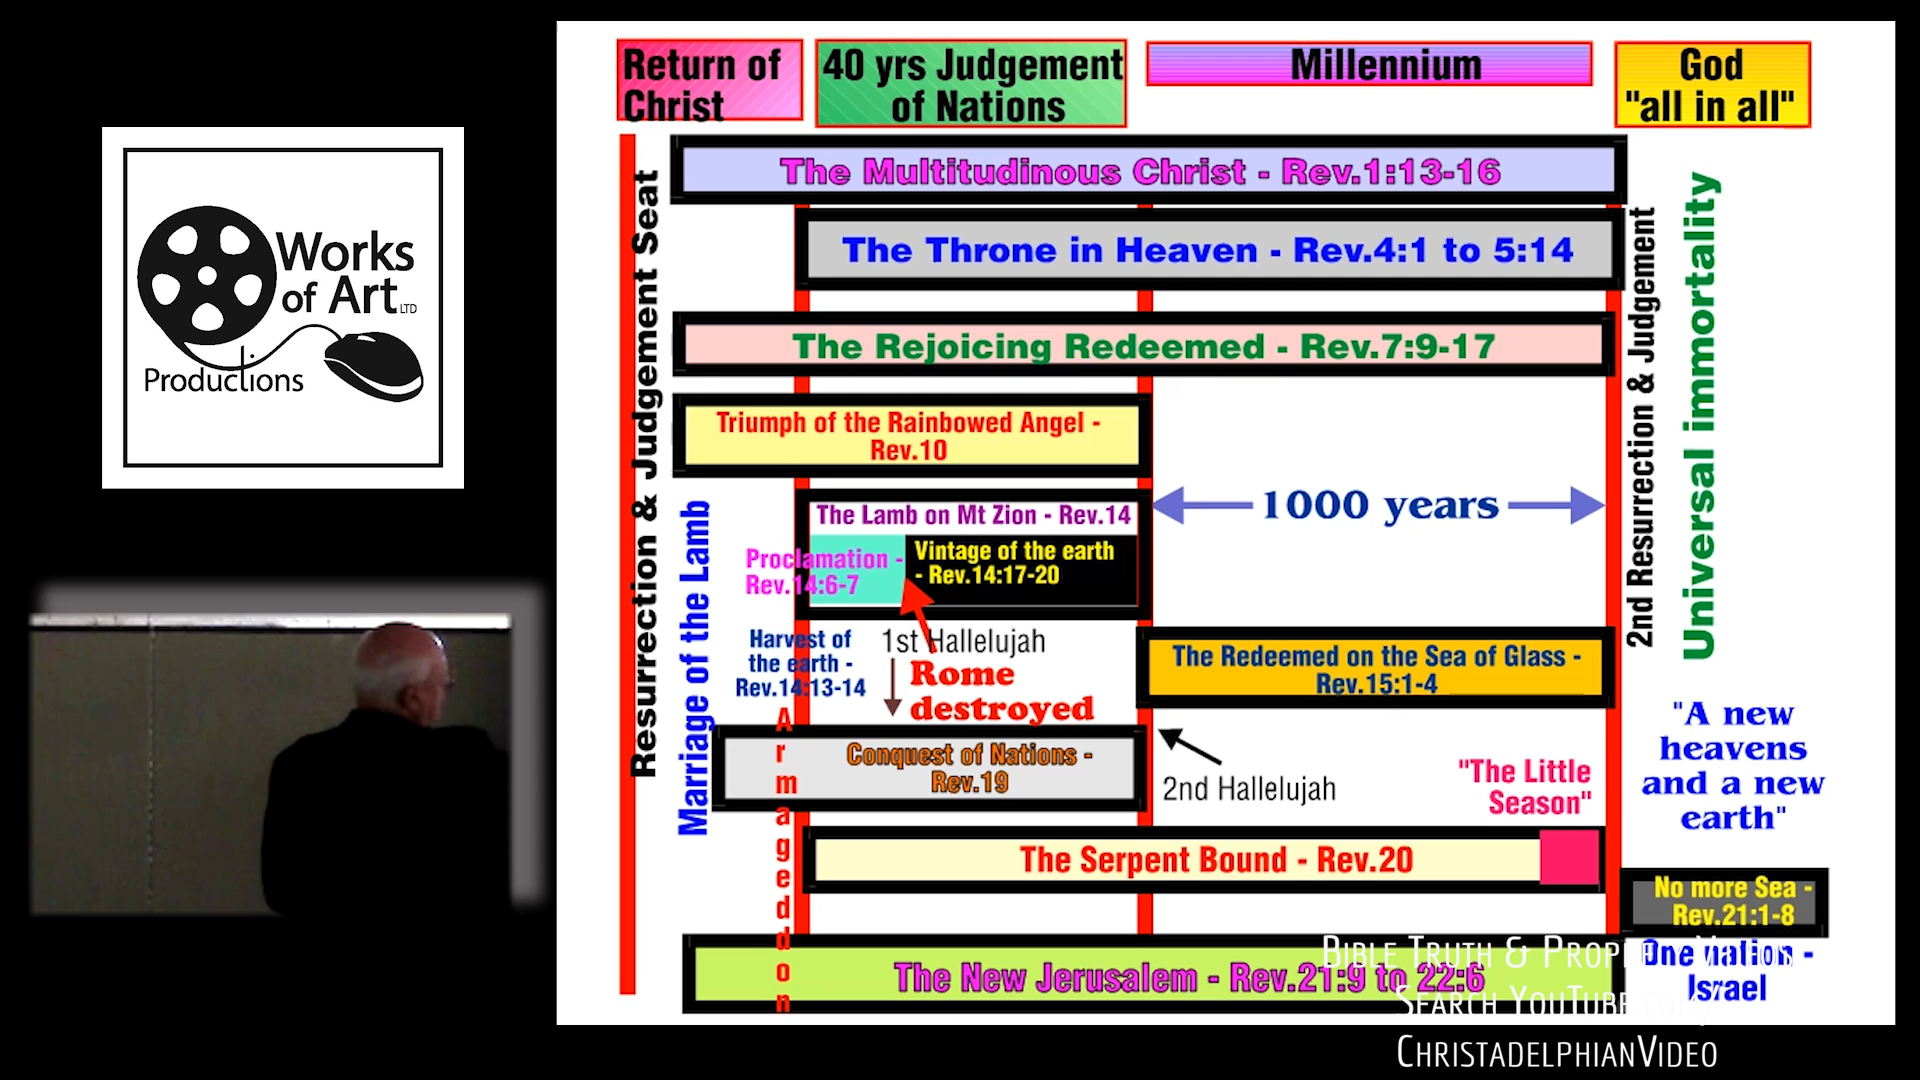 Works
of Art LTD
Productions
Return of
Christ
40 yrs Judgement
of Nations
Millennium
God
"all in all"
Resurrection & Judgement Seat
The Multitudinous Christ - Rev.1:13-16
The Throne in Heaven - Rev.4:1 to 5:14
The Rejoicing Redeemed - Rev.7:9-17
Triumph of the Rainbowed Angel -
Rev.10
Marriage of the Lamb
The Lamb on Mt Zion - Rev.14
Proclamation -
Rev.14:6-7
Vintage of the earth
- Rev.14:17-20
1000 years
Harvest of
the earth -
Rev.14:13-14
1st Hallelujah
Rome
destroyed
Armageddon
The Redeemed on the Sea of Glass -
Rev.15:1-4
Conquest of Nations -
Rev.19
2nd Hallelujah
"The Little
Season"
The Serpent Bound - Rev.20
The New Jerusalem - Rev.21:9 to 22:6
2nd Resurrection & Judgement
Universal immortality
"A new
heavens
and a new
earth"
No more Sea -
Rev.21:1-8
One nation -
Israel
Bible Truth & Prop
Search YouTube.com/
ChristadelphianVideo